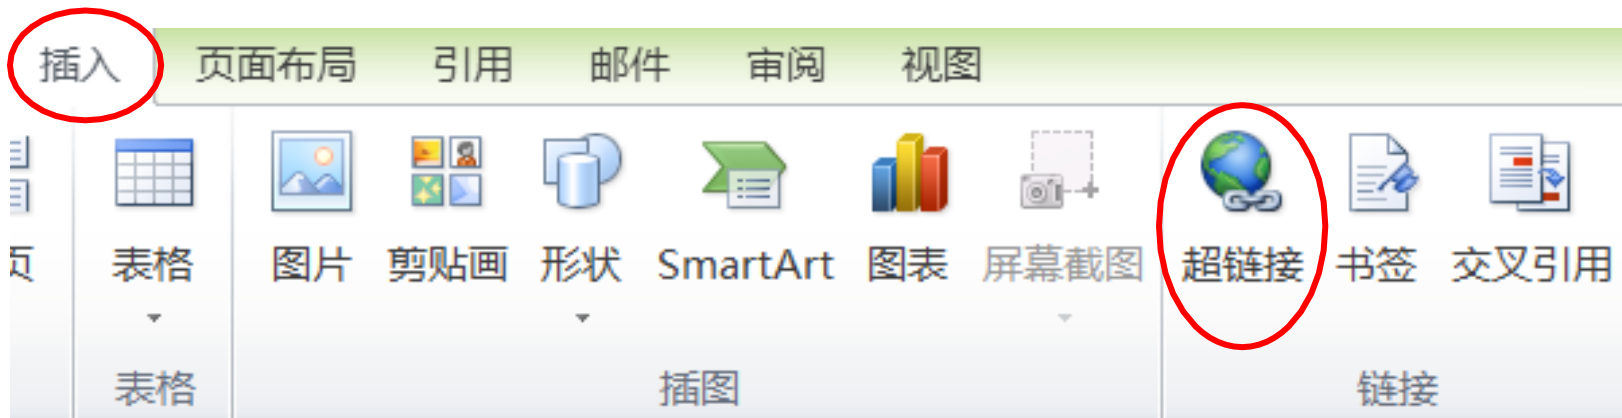 插入 页面布局 引用 邮件 审阅 视图
页 表格 图片 剪贴画 形状 SmartArt 图表 屏幕截图 超链接 书签 交叉引用
表格 插图 链接